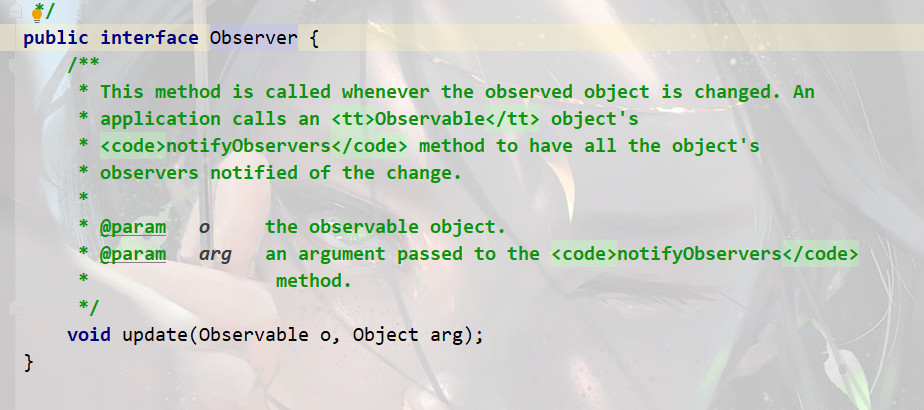 */
public interface Observer {
/**
* This method is called whenever the observed object is changed. An
* application calls an <tt>Observable</tt> object's
* <code>notifyObservers</code> method to have all the object's
* observers notified of the change.
*
* @param   o     the observable object.
* @param   arg   an argument passed to the <code>notifyObservers</code>
*                 method.
*/
void update(Observable o, Object arg);
}